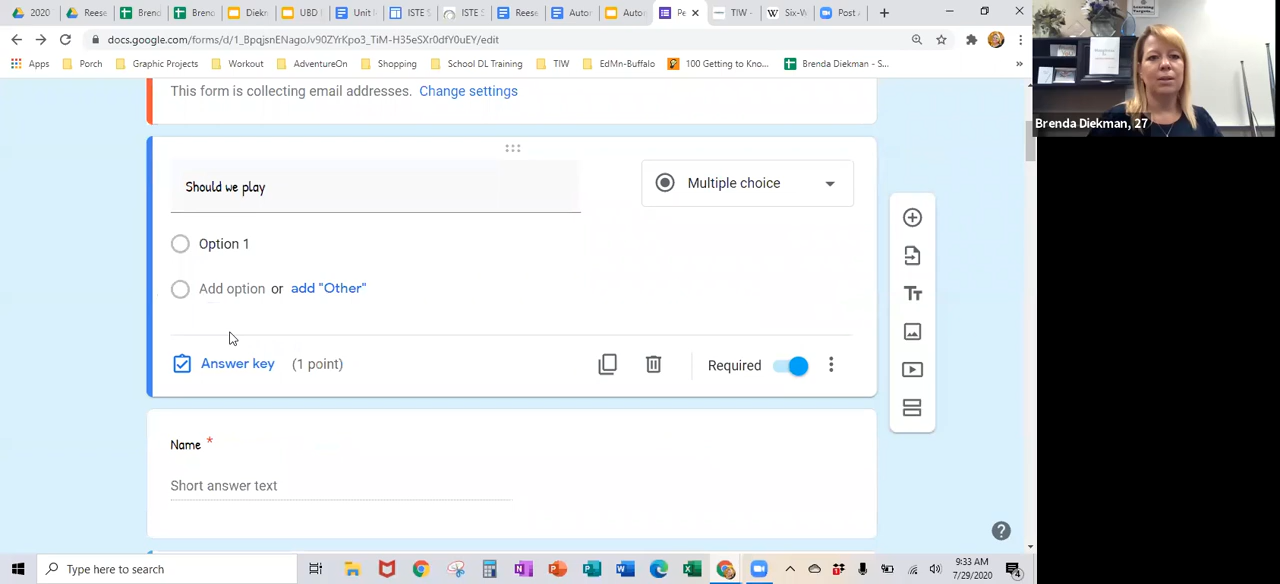 2020 Reese Brend Brend Diekn UBD Unit ISTE S ISTE S Reese Auton Auto Pe TIW - Six-W Post A
docs.google.com/forms/d/1_BpqjsnENagoJv90ZYrKpo3_TiM-H35eSXr0dfY0uEY/edit
Apps Porch Graphic Projects Workout AdventureOn Shopping School DL Training TIW EdMn-Buffalo 100 Getting to Kno... Brenda Diekman - S... »
This form is collecting email addresses. Change settings
Brenda Diekman, 27
Should we play
Multiple choice
Option 1
Add option or add "Other"
Answer key (1 point)
Required
Name *
Short answer text
Type here to search
9:33 AM
7/29/2020
4